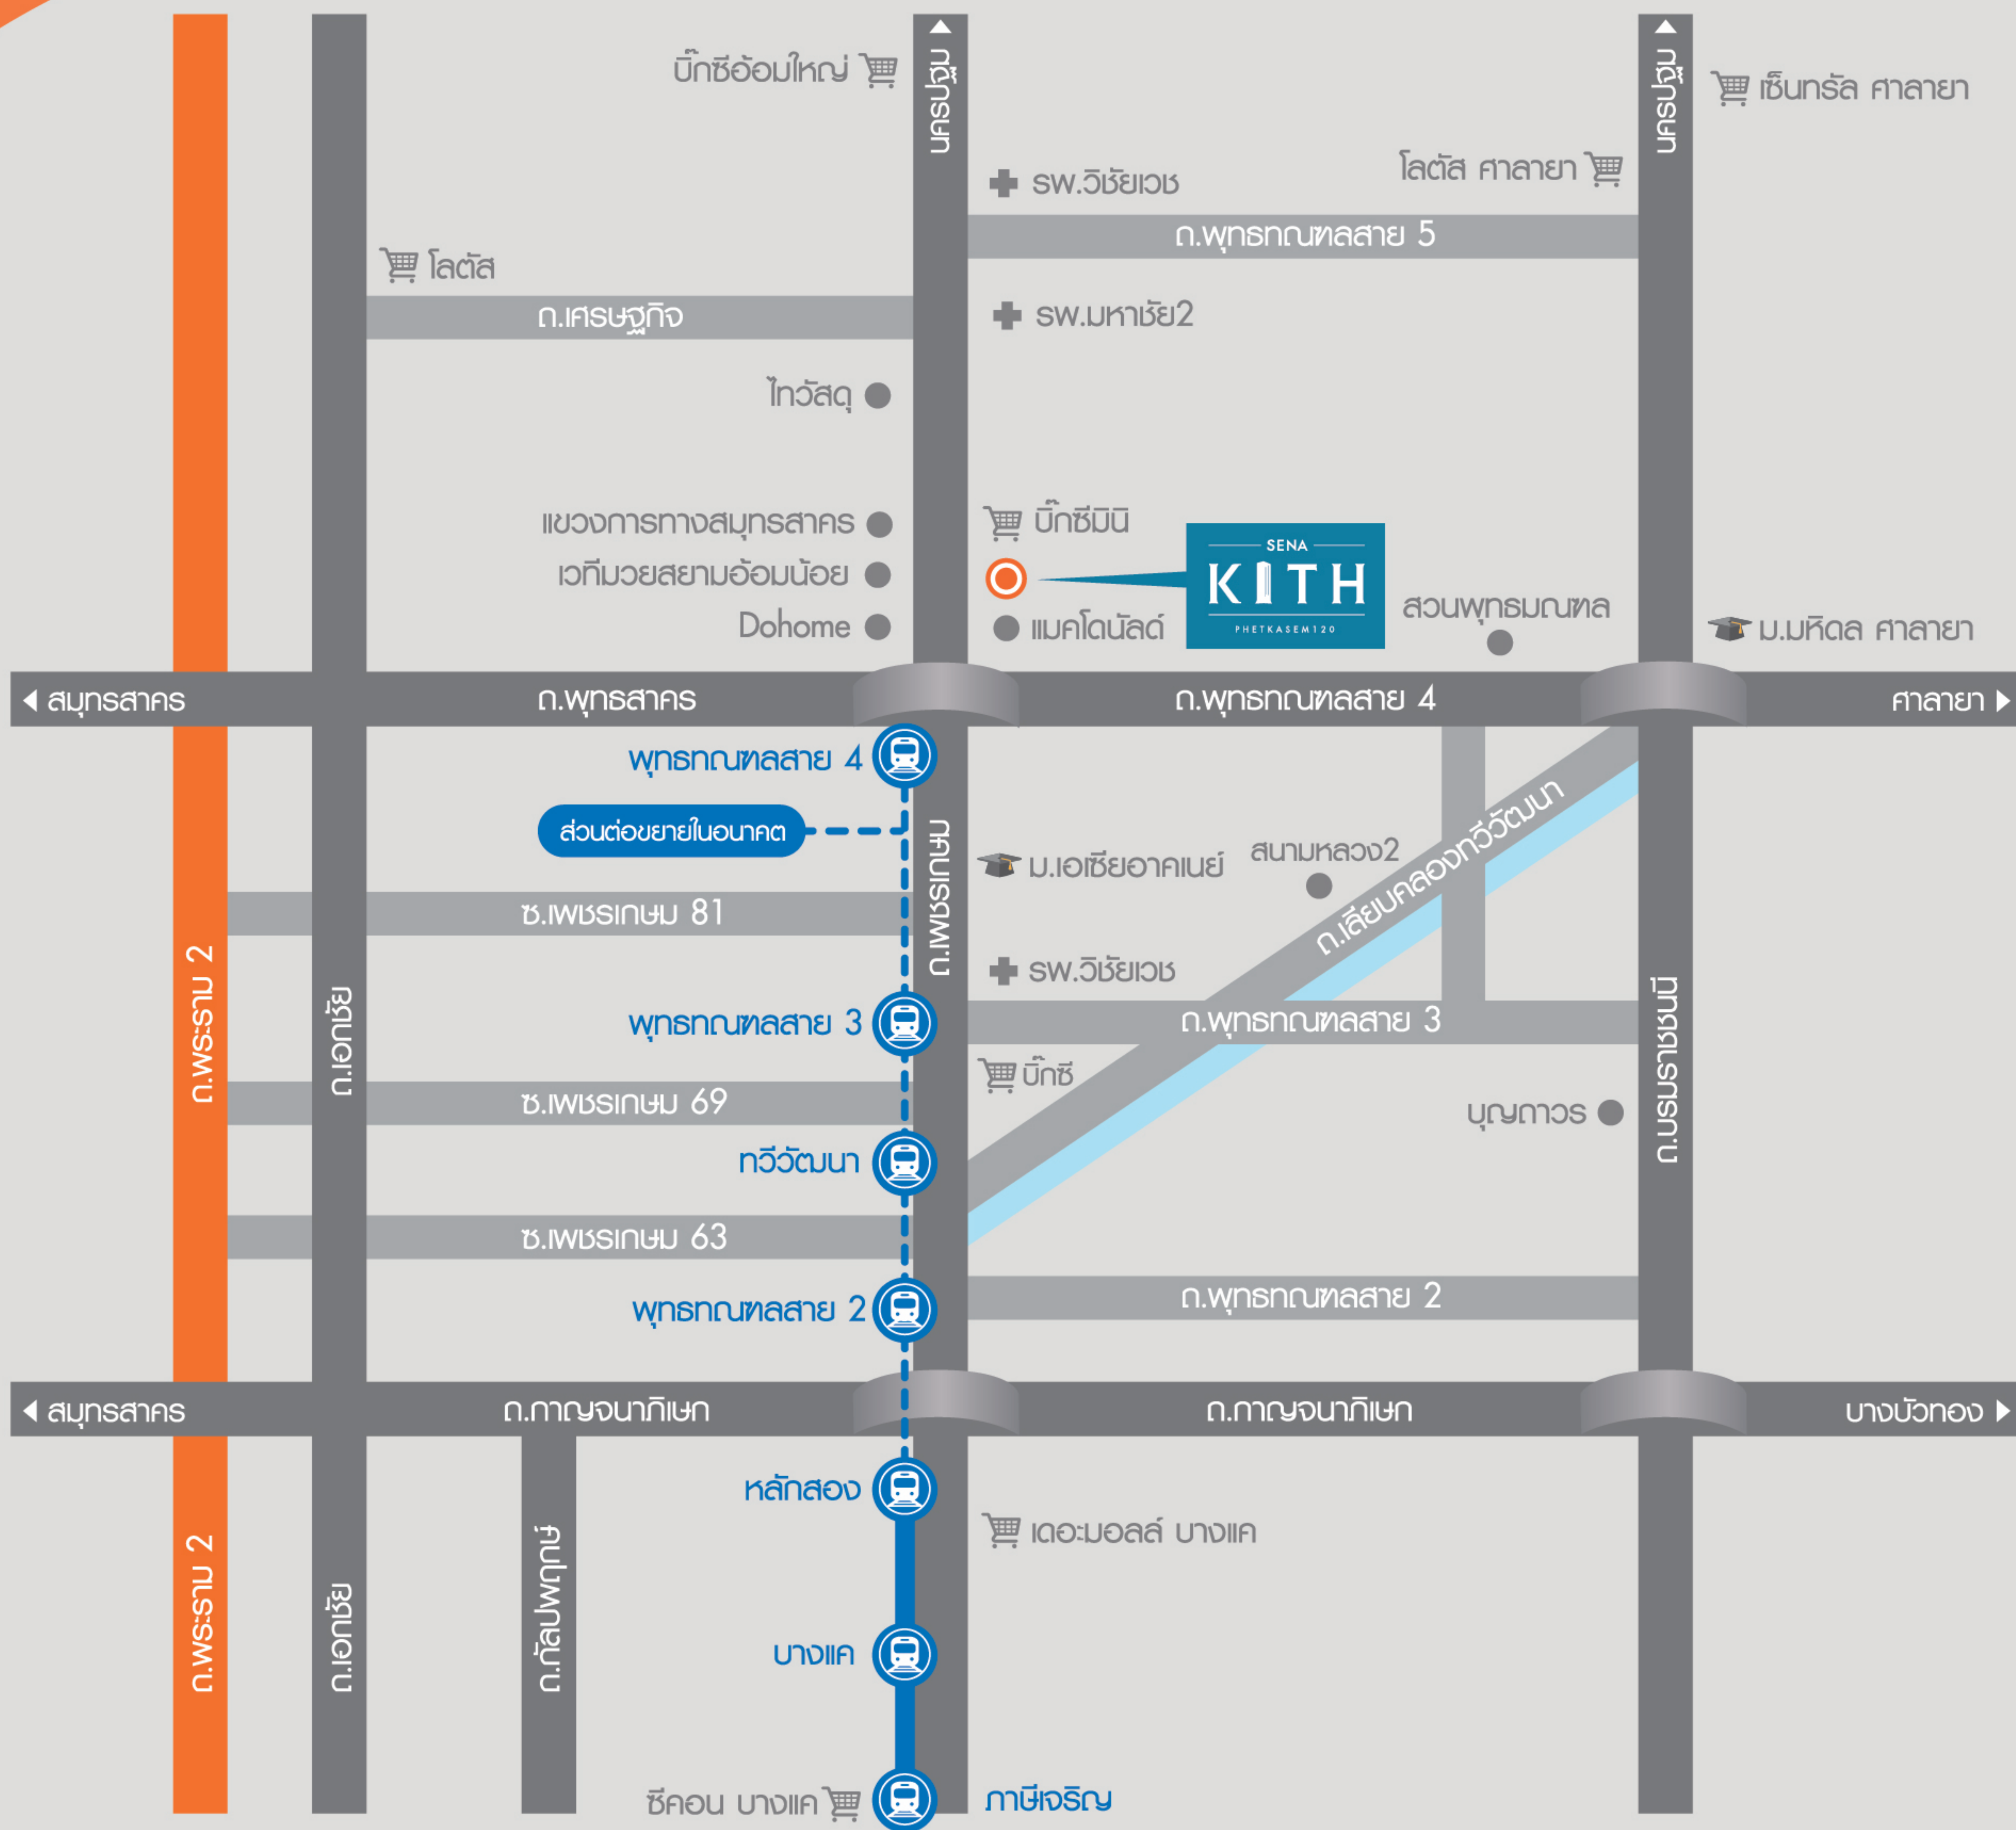 บิ๊กซีอ้อมใหญ่
นครปฐม
นครปฐม
เซ็นทรัล ศาลายา
รพ.วิชัยเวช
โลตัส ศาลายา
ถ.พุทธทณฑลสาย 5
โลตัส
ถ.เศรษฐกิจ
รพ.มหาชัย2
ไทวัสดุ
แขวงการทางสมุทรสาคร
บิ๊กซีมินิ
SENA
KITH
PHETKASEM120
เวทีมวยสยามอ้อมน้อย
Dohome
แมคโดนัลด์
สวนพุทธมณฑล
ม.มหิดล ศาลายา
สมุทรสาคร
ถ.พุทธสาคร
ถ.พุทธทณฑลสาย 4
ศาลายา
พุทธทณฑลสาย 4
ส่วนต่อขยายในอนาคต
ถ.เพชรเกษม
ม.เอเซียอาคเนย์
สนามหลวง2
ถ.เลียบคลองทวีวัฒนา
ซ.เพชรเกษม 81
ถ.พระราม 2
ถ.เอกชัย
รพ.วิชัยเวช
พุทธทณฑลสาย 3
ถ.พุทธทณฑลสาย 3
ถ.บรมราชชนนี
บิ๊กซี
ซ.เพชรเกษม 69
บุญถาวร
ทวีวัฒนา
ซ.เพชรเกษม 63
พุทธทณฑลสาย 2
ถ.พุทธทณฑลสาย 2
สมุทรสาคร
ถ.กาญจนาภิเษก
ถ.กาญจนาภิเษก
บางบัวทอง
หลักสอง
เดอะมอลล์ บางแค
ถ.พระราม 2
ถ.เอกชัย
ถ.กัลปพฤกษ์
บางแค
ซีคอน บางแค
ภาษีเจริญ